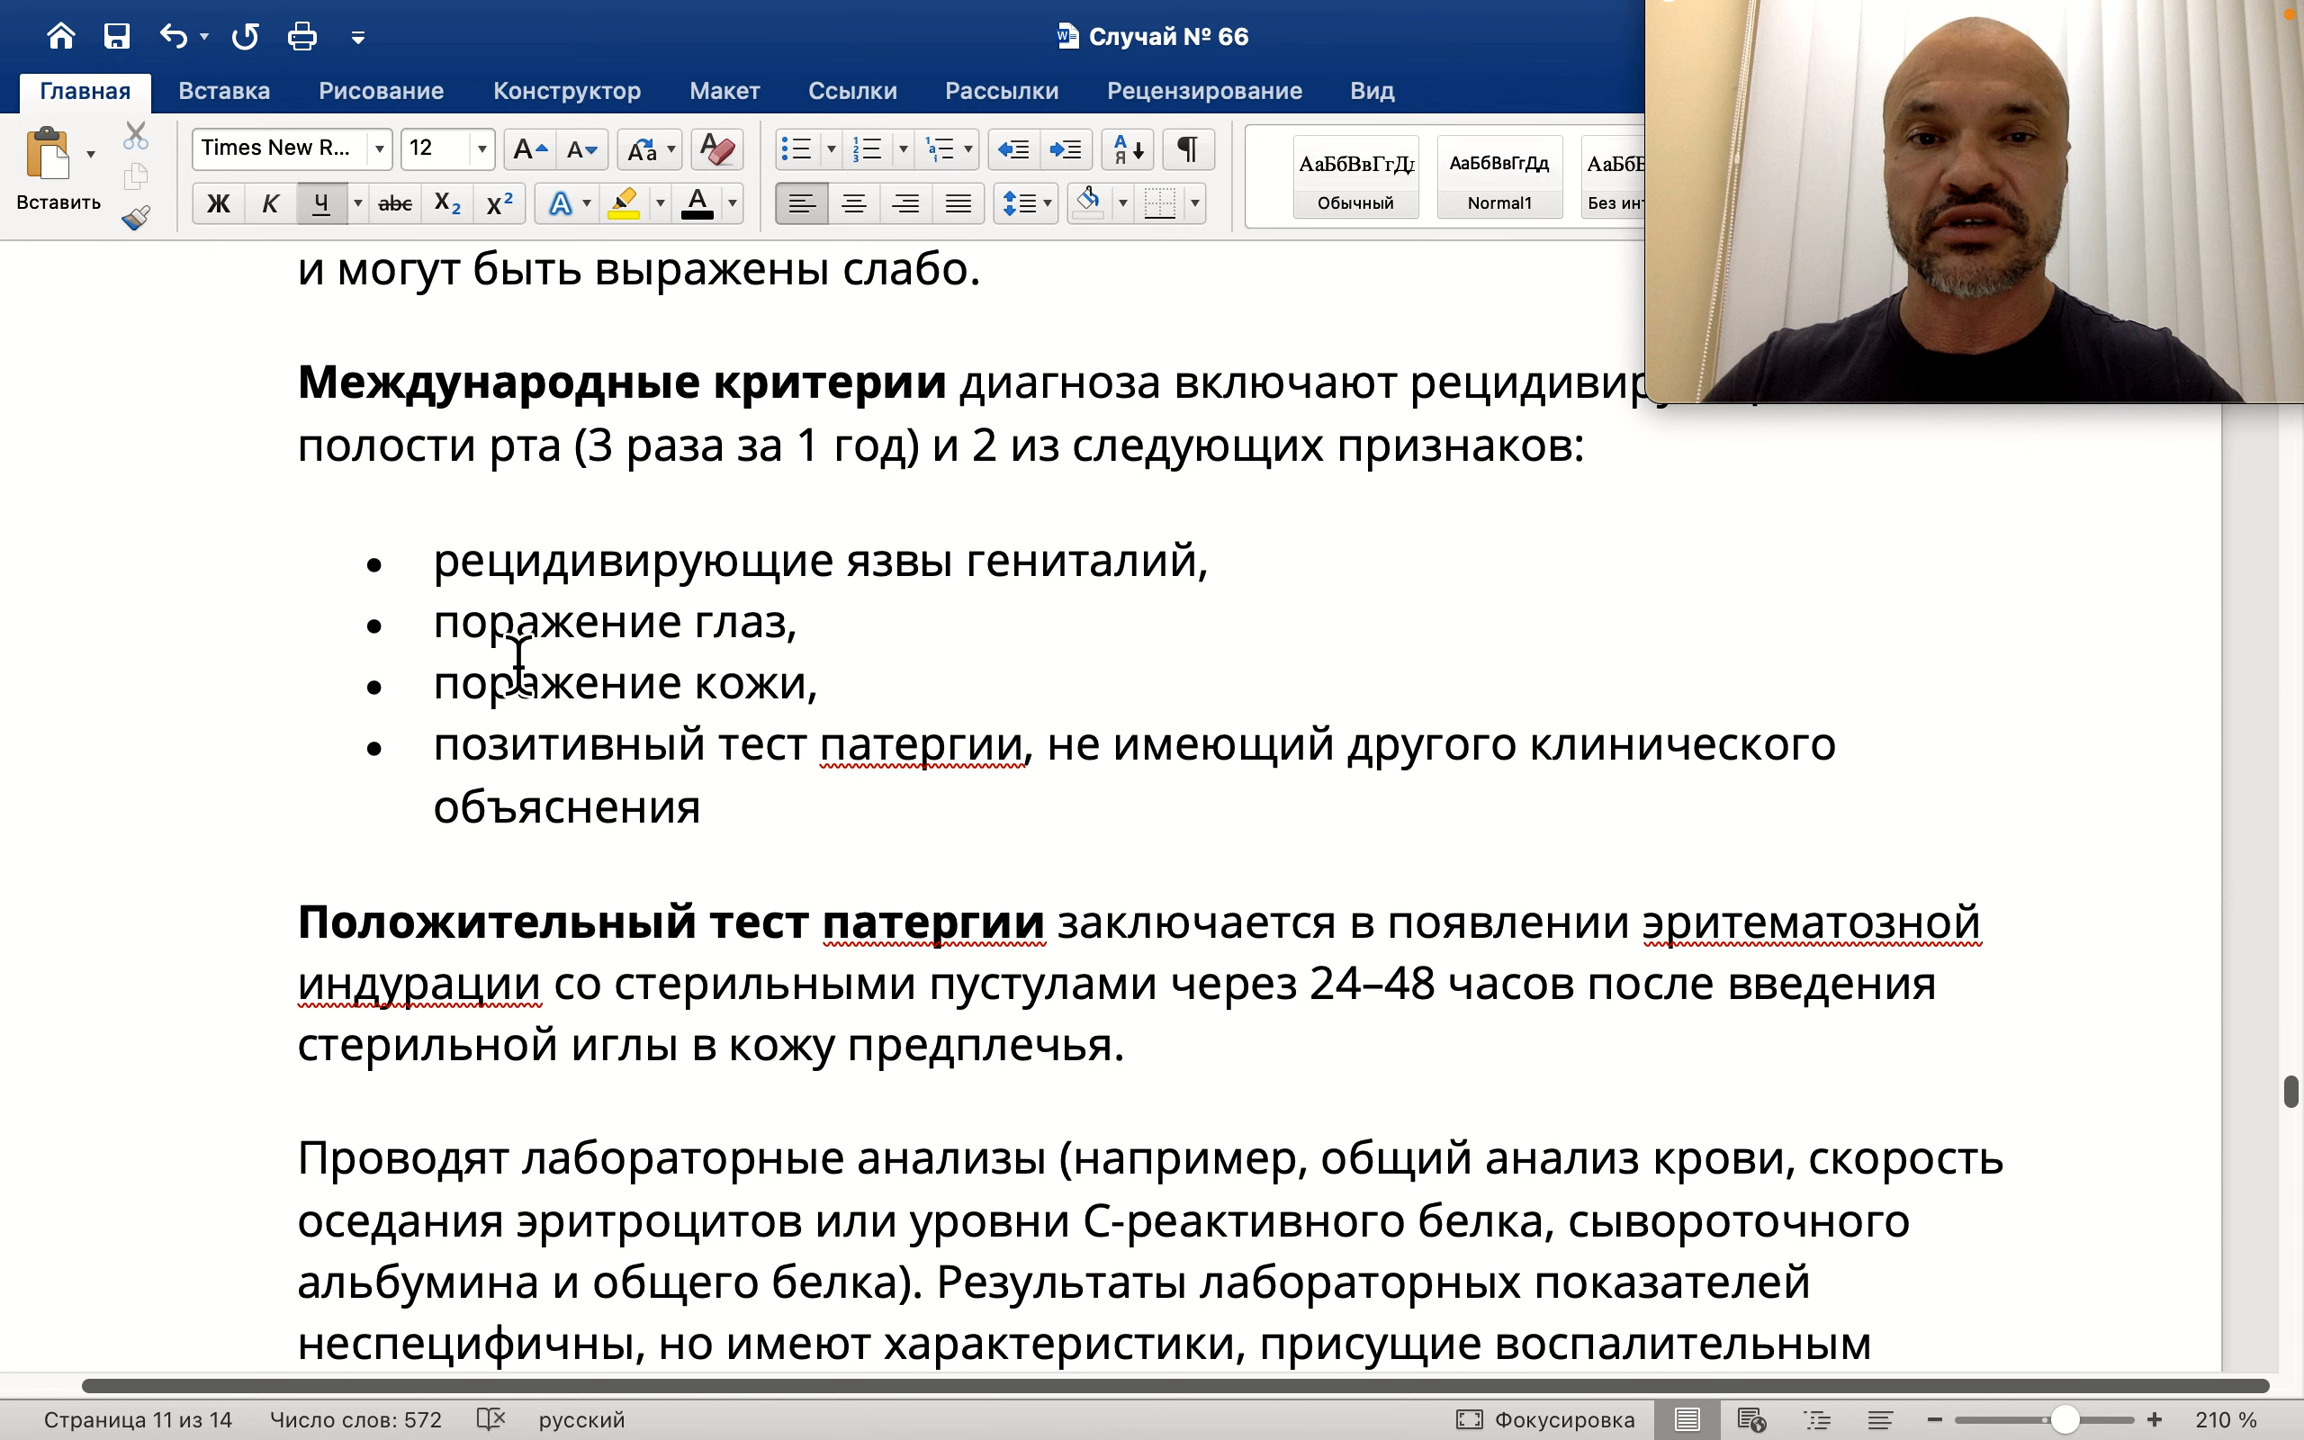 Случай № 66
Главная Вставка Рисование Конструктор Макет Ссылки Рассылки Рецензирование Вид
Вставить
Times New R... 12
АаБбВвГгДд АаБбВвГгДд
Обычный Normal1 Без
и могут быть выражены слабо.
Международные критерии диагноза включают
полости рта (3 раза за 1 год) и 2 из следующих признаков:
• рецидивирующие язвы гениталий,
• поражение глаз,
• поражение кожи,
• позитивный тест патергии, не имеющий другого клинического
объяснения
Положительный тест патергии заключается в появлении эритематозной
индурации со стерильными пустулами через 24–48 часов после введения
стерильной иглы в кожу предплечья.
Проводят лабораторные анализы (например, общий анализ крови, скорость
оседания эритроцитов или уровни С-реактивного белка, сывороточного
альбумина и общего белка). Результаты лабораторных показателей
неспецифичны, но имеют характеристики, присущие воспалительным
Страница 11 из 14 Число слов: 572 русский Фокусировка 210 %